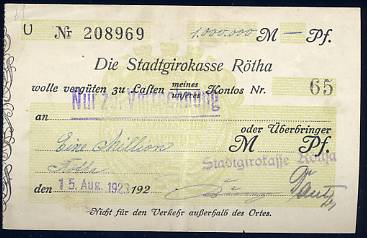 U № 208969 1.000.000 M — Pf.
Die Stadtgirokasse Rötha
wolle vergüten zu Lasten meines unseres Kontos Nr. 65
Nur zur Verrechnung
an oder Überbringer
Eine Million M Pf.
Rötha Stadtgirokasse Rötha
den 15. Aug. 1923 192
Nicht für den Verkehr außerhalb des Ortes.